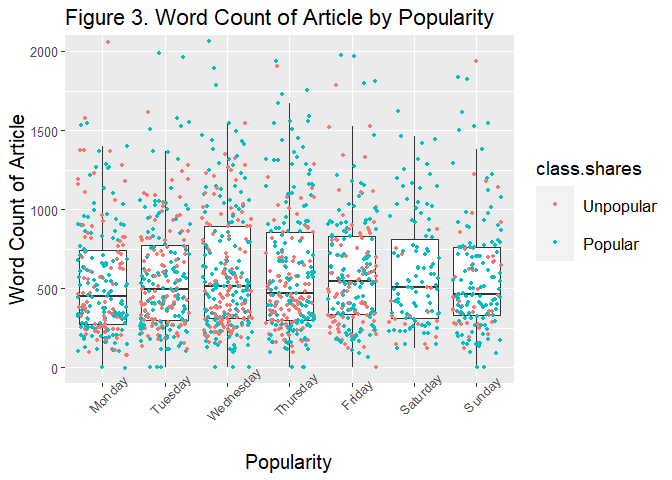 Figure 3. Word Count of Article by Popularity
Word Count of Article
2000
1500
1000
500
0
Monday
Tuesday
Wednesday
Thursday
Friday
Saturday
Sunday
Popularity
class.shares
Unpopular
Popular